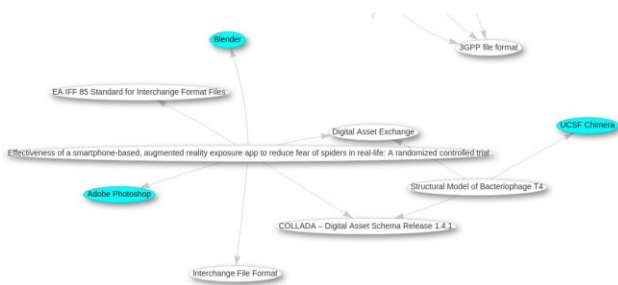 Blender
3GPP file format
EA IFF 85 Standard for Interchange Format Files
UCSF Chimera
Digital Asset Exchange
Effectiveness of a smartphone-based, augmented reality exposure app to reduce fear of spiders in real-life: A randomized controlled trial
Structural Model of Bacteriophage T4
Adobe Photoshop
COLLADA – Digital Asset Schema Release 1.4.1
Interchange File Format